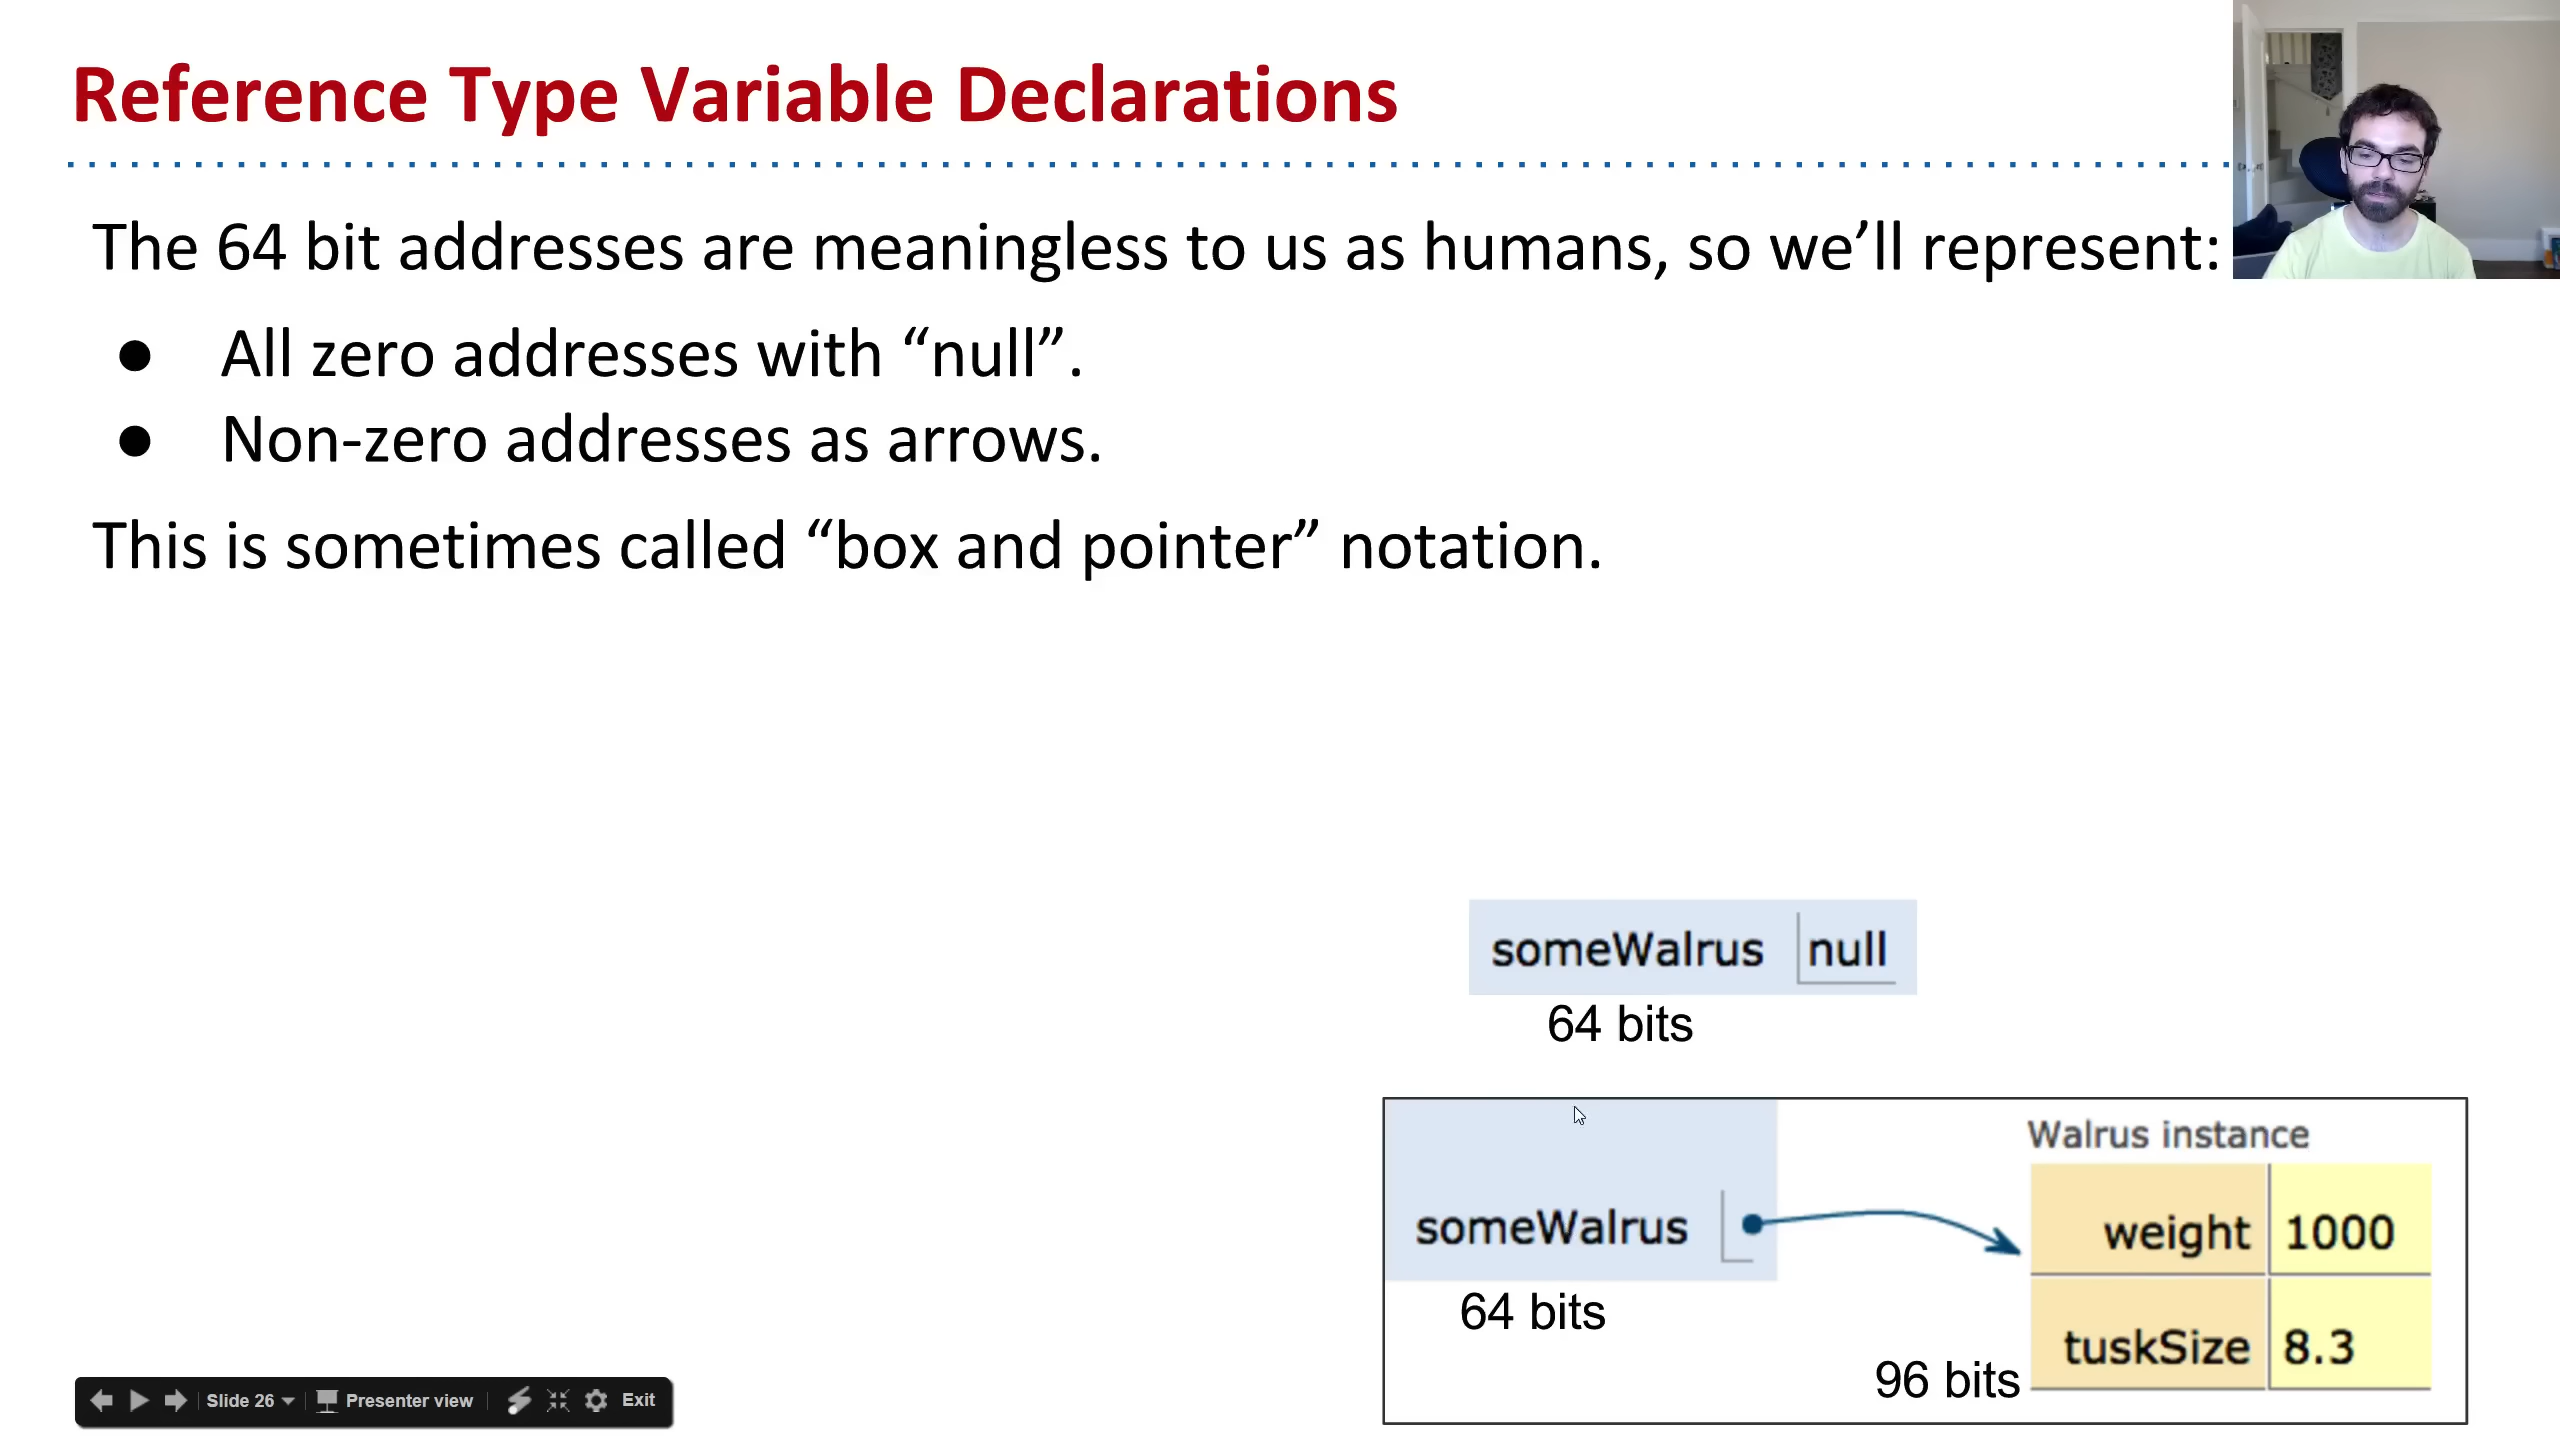 Reference Type Variable Declarations
The 64 bit addresses are meaningless to us as humans, so we’ll represent:
● All zero addresses with “null”.
● Non-zero addresses as arrows.
This is sometimes called “box and pointer” notation.
someWalrus null
64 bits
Walrus instance
someWalrus
weight 1000
64 bits
tuskSize 8.3
96 bits
Slide 26 Presenter view Exit